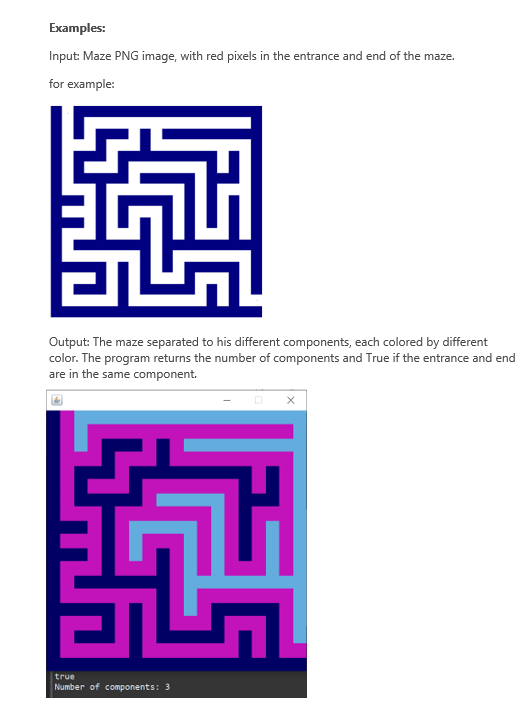 Examples:
Input: Maze PNG image, with red pixels in the entrance and end of the maze.
for example:
Output: The maze separated to his different components, each colored by different
color. The program returns the number of components and True if the entrance and end
are in the same component.
true
Number of components: 3